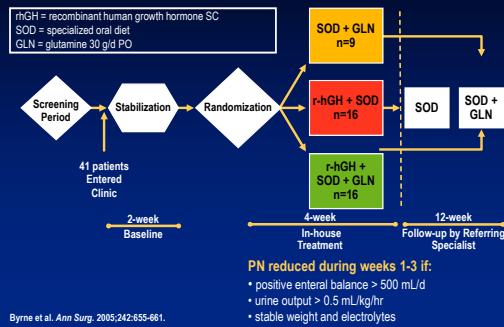 rhGH = recombinant human growth hormone SC
SOD = specialized oral diet
GLN = glutamine 30 g/d PO
Screening
Period
Stabilization
Randomization
SOD + GLN
n=9
r-hGH + SOD
n=16
r-hGH +
SOD + GLN
n=16
SOD
SOD +
GLN
41 patients
Entered
Clinic
2-week
Baseline
4-week
In-house
Treatment
12-week
Follow-up by Referring
Specialist
PN reduced during weeks 1-3 if:
• positive enteral balance > 500 mL/d
• urine output > 0.5 mL/kg/hr
• stable weight and electrolytes
Byrne et al. Ann Surg. 2005;242:655-661.